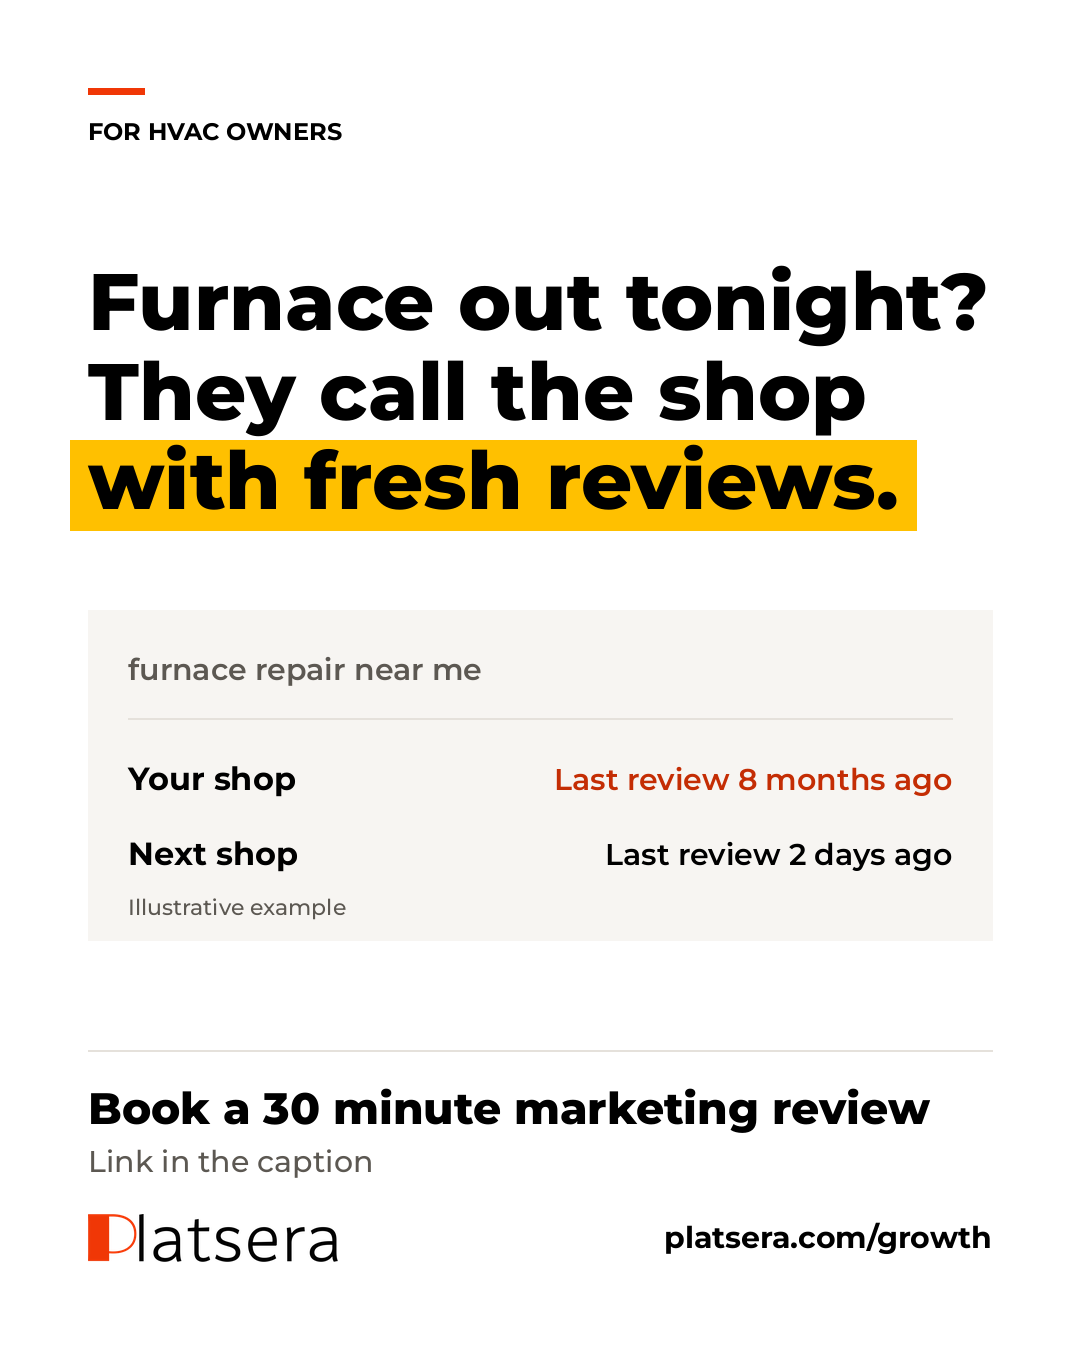 FOR HVAC OWNERS
Furnace out tonight?
They call the shop
with fresh reviews.
furnace repair near me
Your shop Last review 8 months ago
Next shop Last review 2 days ago
Illustrative example
Book a 30 minute marketing review
Link in the caption
Platsera platsera.com/growth